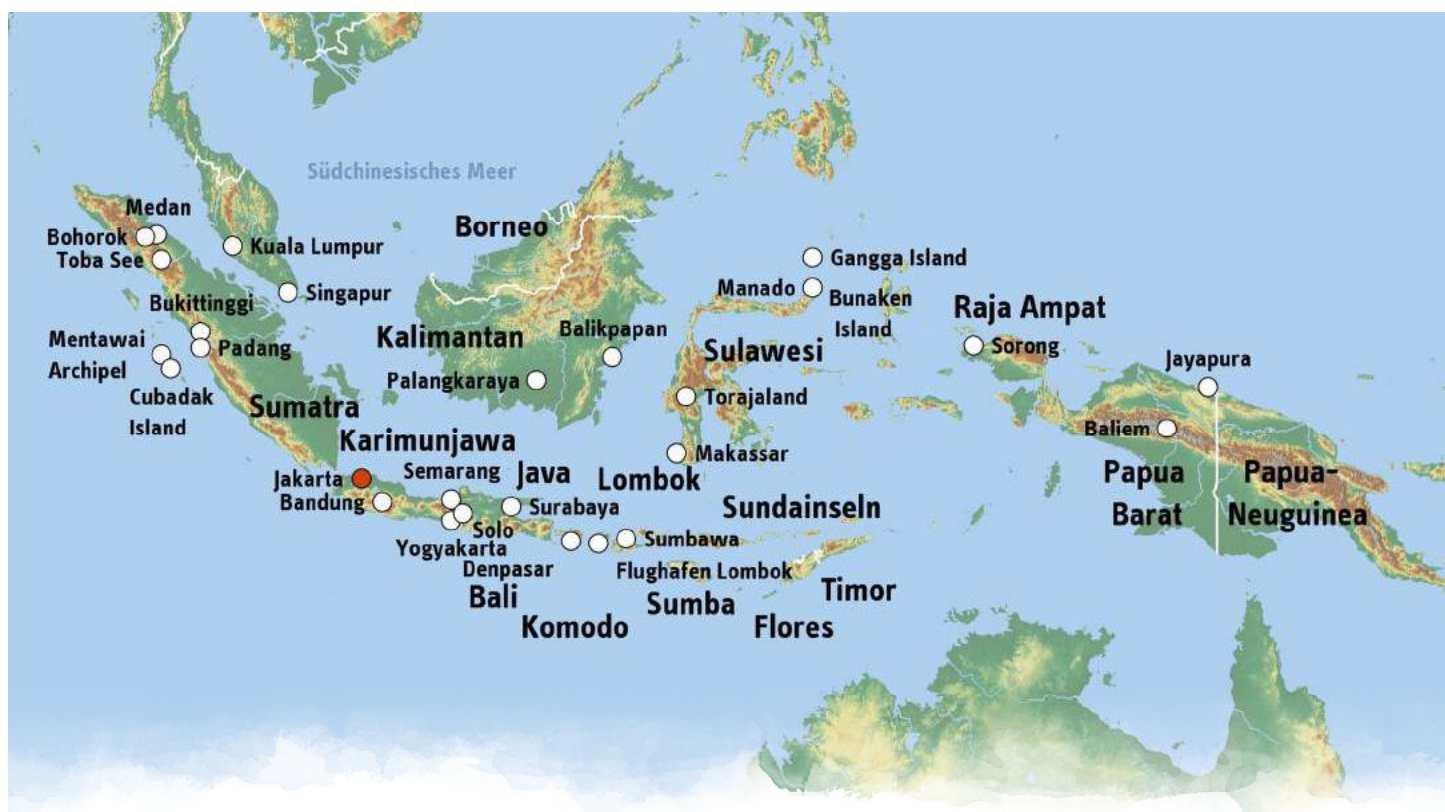 Südchinesisches Meer
Medan
Bohorok
Toba See
Kuala Lumpur
Singapur
Bukittinggi
Mentawai
Archipel
Padang
Cubadak
Island
Sumatra
Borneo
Kalimantan
Balikpapan
Palangkaraya
Gangga Island
Manado
Bunaken
Island
Sulawesi
Torajaland
Makassar
Raja Ampat
Sorong
Jayapura
Baliem
Papua
Barat
Papua-
Neuguinea
Karimunjawa
Jakarta
Bandung
Semarang
Java
Surabaya
Solo
Yogyakarta
Denpasar
Bali
Komodo
Lombok
Sundainseln
Sumbawa
Flughafen Lombok
Sumba
Flores
Timor